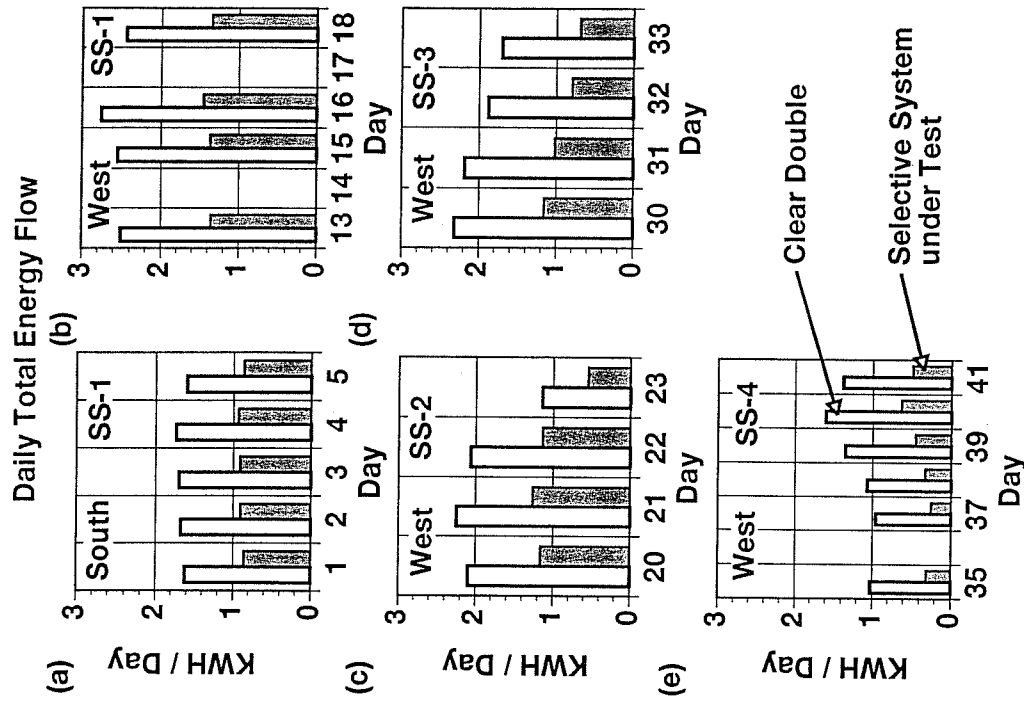 Daily Total Energy Flow
(a)
KWH / Day
3
2
1
0
South
SS-1
1 2 3 4 5
Day
(b)
3
2
1
0
West
SS-1
13 14 15 16 17 18
Day
(c)
KWH / Day
3
2
1
0
West
SS-2
20 21 22 23
Day
(d)
3
2
1
0
West
SS-3
30 31 32 33
Day
(e)
KWH / Day
3
2
1
0
West
SS-4
35 37 39 41
Day
Clear Double
Selective System
under Test